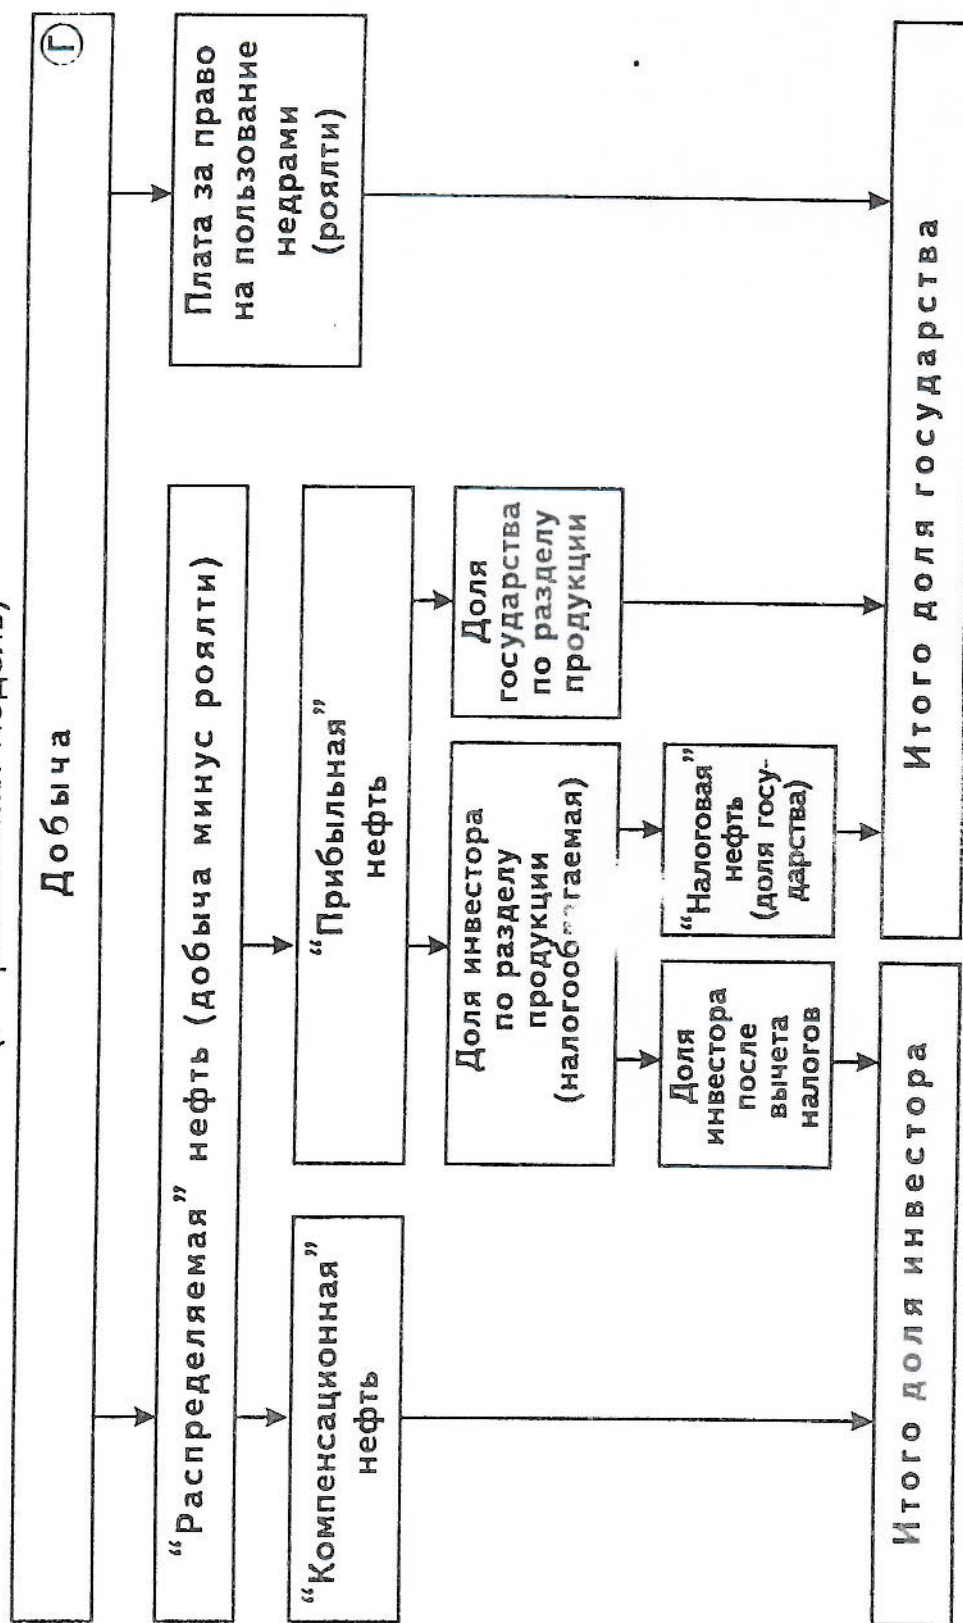 Добыча
Г
“Распределяемая” нефть (добыча минус роялти)
Плата за право
на пользование
недрами
(роялти)
“Компенсационная”
нефть
“Прибыльная”
нефть
Доля инвестора
по разделу
продукции
Доля
государства
по разделу
продукции
Доля
инвестора
после
вычета
налогов
“Налоговая”
нефть
(доля госу-
дарства)
Итого доля инвестора
Итого доля государства